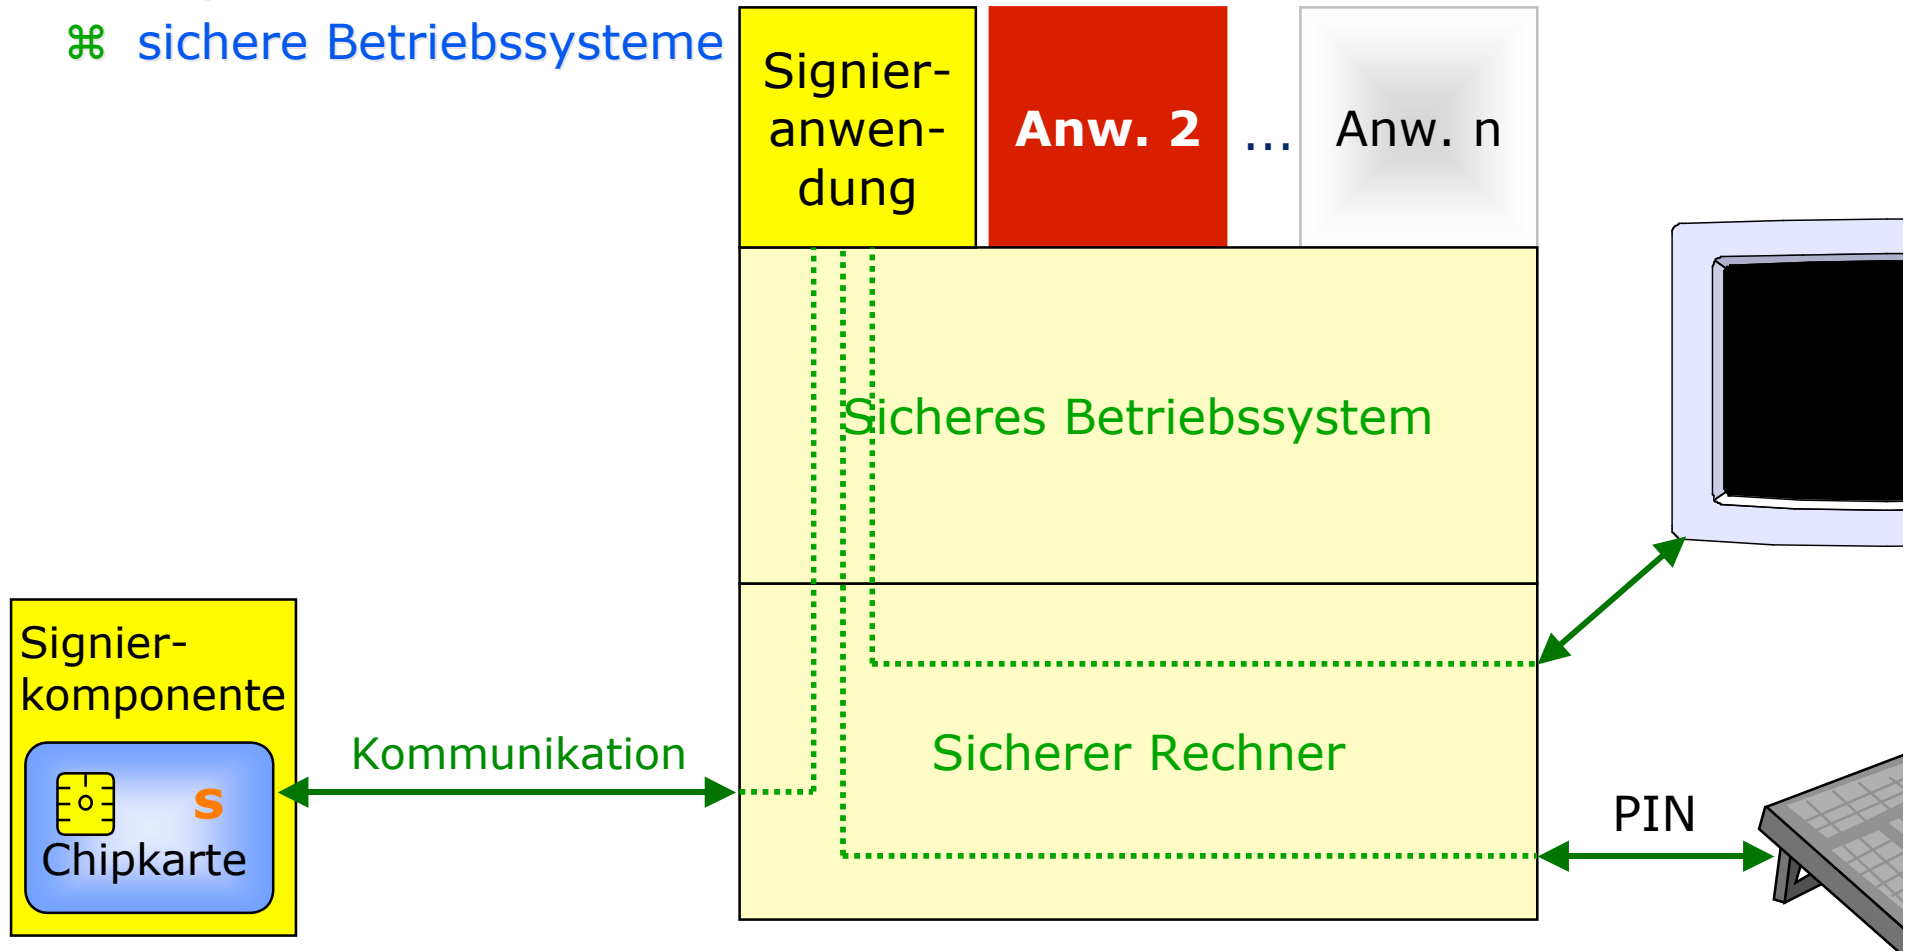 ⌘ sichere Betriebssysteme
Signier-
anwen-
dung
Anw. 2
...
Anw. n
Sicheres Betriebssystem
Signier-
komponente
s
Chipkarte
Kommunikation
Sicherer Rechner
PIN